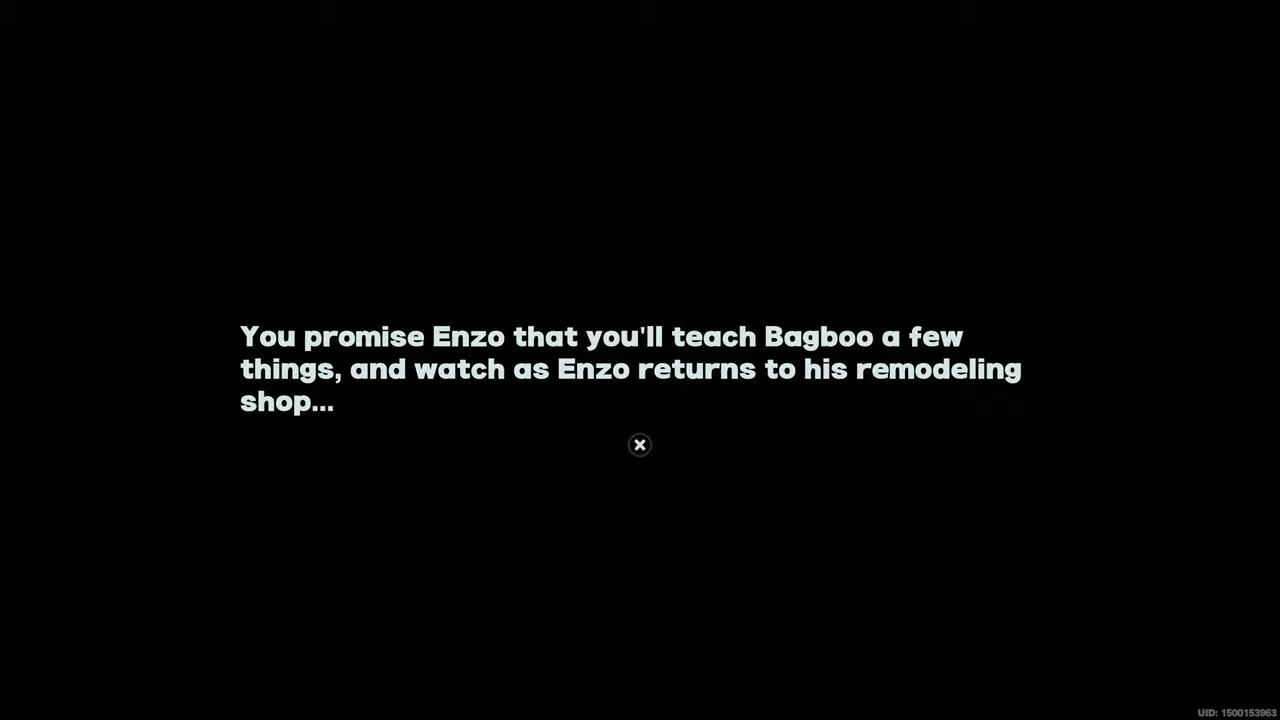 You promise Enzo that you'll teach Bagboo a few
things, and watch as Enzo returns to his remodeling
shop...
UID: 1500153963